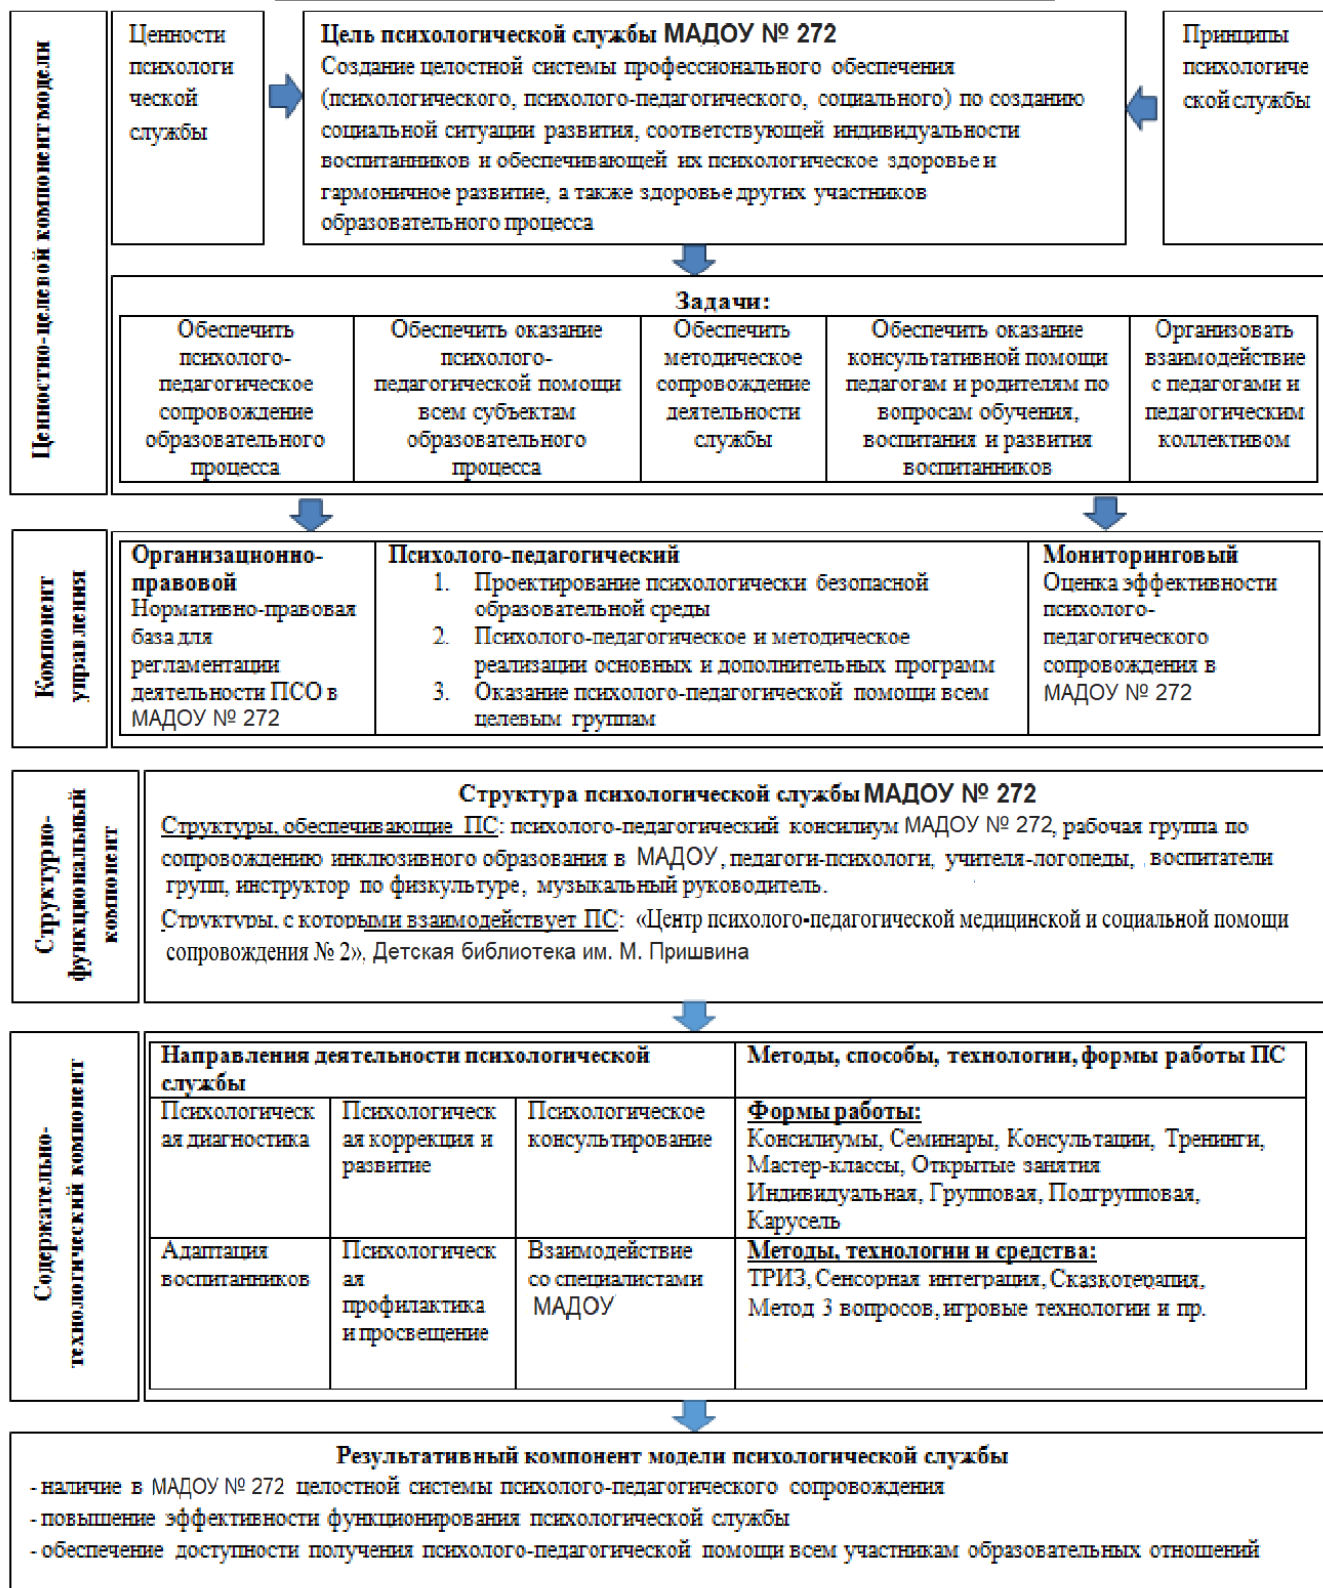 Ценностно-целевой компонент модели
Ценности
психологи
ческой
службы
Цель психологической службы МАДОУ № 272
Создание целостной системы профессионального обеспечения
(психологического, психолого-педагогического, социального) по созданию
социальной ситуации развития, соответствующей индивидуальности
воспитанников и обеспечивающей их психологическое здоровье и
гармоничное развитие, а также здоровье других участников
образовательного процесса
Принципы
психологиче
ской службы
Задачи:
Обеспечить
психолого-
педагогическое
сопровождение
образовательного
процесса
Обеспечить оказание
психолого-
педагогической помощи
всем субъектам
образовательного
процесса
Обеспечить
методическое
сопровождение
деятельности
службы
Обеспечить оказание
консультативной помощи
педагогам и родителям по
вопросам обучения,
воспитания и развития
воспитанников
Организовать
взаимодействие
с педагогами и
педагогическим
коллективом
Компонент
управления
Организационно-
правовой
Нормативно-правовая
база для
регламентации
деятельности ПСО в
МАДОУ № 272
Психолого-педагогический
1. Проектирование психологически безопасной
образовательной среды
2. Психолого-педагогическое и методическое
реализации основных и дополнительных программ
3. Оказание психолого-педагогической помощи всем
целевым группам
Мониторинговый
Оценка эффективности
психолого-
педагогического
сопровождения в
МАДОУ № 272
Структурно-
функциональный
компонент
Структура психологической службы МАДОУ № 272
Структуры, обеспечивающие ПС: психолого-педагогический консилиум МАДОУ № 272, рабочая группа по
сопровождению инклюзивного образования в МАДОУ, педагоги-психологи, учителя-логопеды, воспитатели
групп, инструктор по физкультуре, музыкальный руководитель.
Структуры, с которыми взаимодействует ПС: «Центр психолого-педагогической медицинской и социальной помощи
сопровождения № 2», Детская библиотека им. М. Пришвина
Содержательно-
технологический компонент
Направления деятельности психологической
службы
Методы, способы, технологии, формы работы ПС
Психологическ
ая диагностика
Психологическ
ая коррекция и
развитие
Психологическое
консультирование
Формы работы:
Консилиумы, Семинары, Консультации, Тренинги,
Мастер-классы, Открытые занятия
Индивидуальная, Групповая, Подгрупповая,
Карусель
Адаптация
воспитанников
Психологическ
ая
профилактика
и просвещение
Взаимодействие
со специалистами
МАДОУ
Методы, технологии и средства:
ТРИЗ, Сенсорная интеграция, Сказкотерапия,
Метод 3 вопросов, игровые технологии и пр.
Результативный компонент модели психологической службы
- наличие в МАДОУ № 272 целостной системы психолого-педагогического сопровождения
- повышение эффективности функционирования психологической службы
- обеспечение доступности получения психолого-педагогической помощи всем участникам образовательных отношений